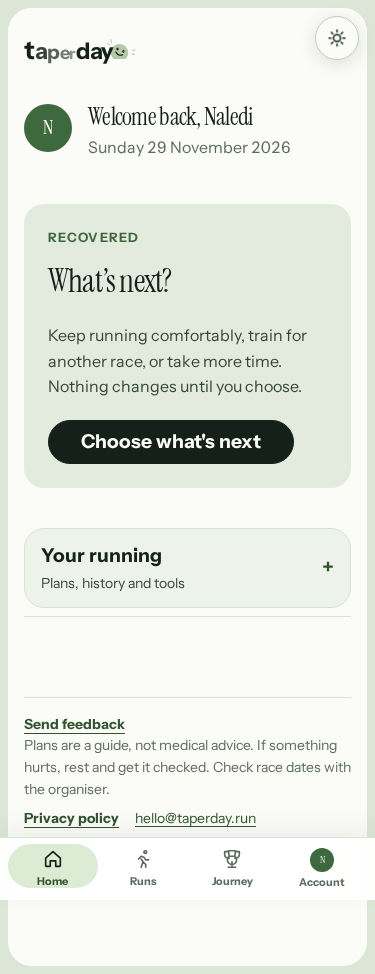 taperday
N
Welcome back, Naledi
Sunday 29 November 2026
RECOVERED
What's next?
Keep running comfortably, train for
another race, or take more time.
Nothing changes until you choose.
Choose what's next
Your running
Plans, history and tools
+
Send feedback
Plans are a guide, not medical advice. If something
hurts, rest and get it checked. Check race dates with
the organiser.
Privacy policy hello@taperday.run
N
Home Runs Journey Account